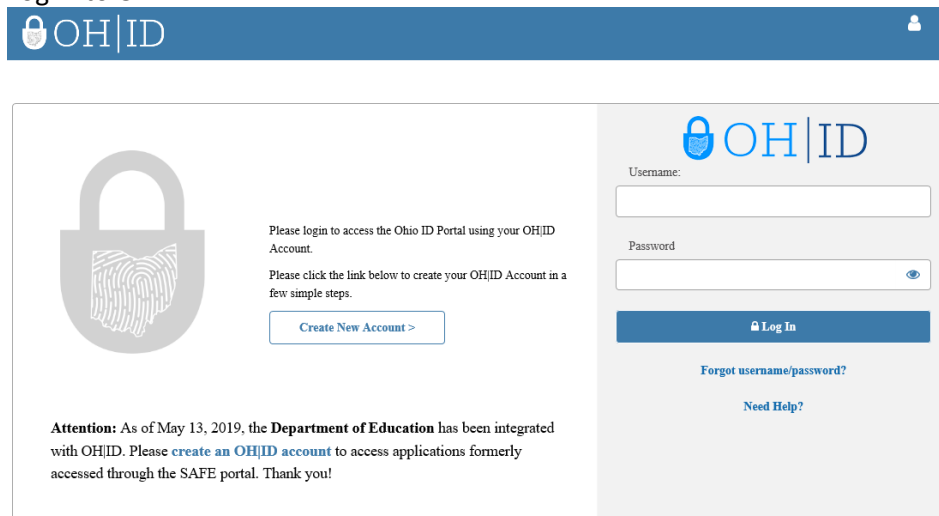 OH|ID
OH|ID
Username:
Please login to access the Ohio ID Portal using your OH|ID
Account.
Please click the link below to create your OH|ID Account in a
few simple steps.
Create New Account >
Password
Log In
Forgot username/password?
Need Help?
Attention: As of May 13, 2019, the Department of Education has been integrated
with OH|ID. Please create an OH|ID account to access applications formerly
accessed through the SAFE portal. Thank you!